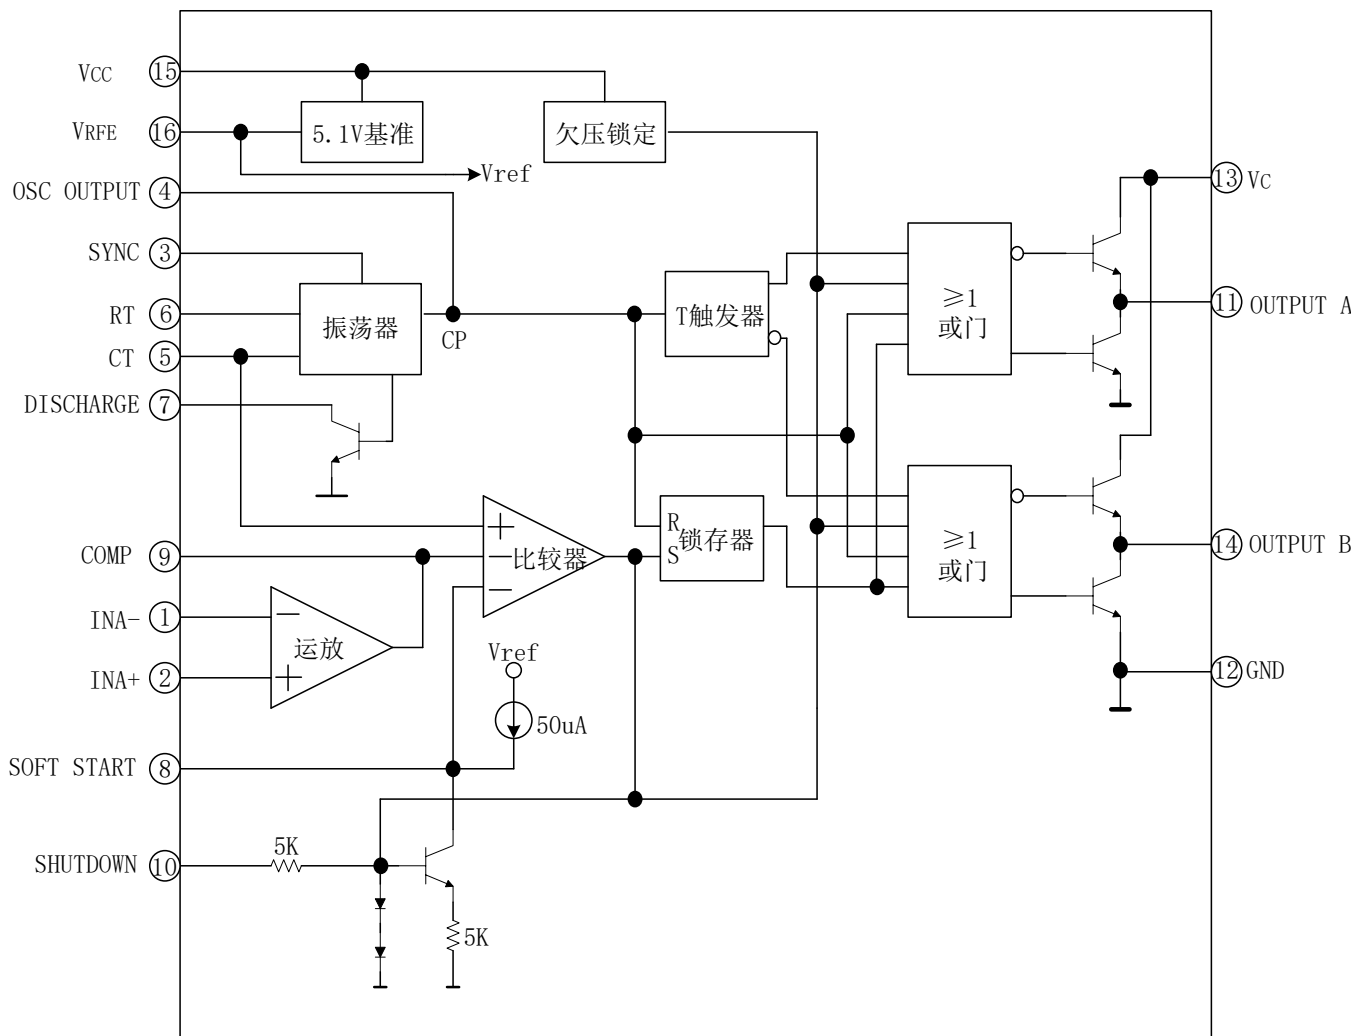 Vcc 15
5.1V基准
欠压锁定
VRFE 16
Vref
13 Vc
OSC OUTPUT 4
SYNC 3
RT 6
振荡器
CP
T触发器
≥1
或门
11 OUTPUT A
CT 5
DISCHARGE 7
COMP 9
+
−
−
比较器
R
S
锁存器
≥1
或门
14 OUTPUT B
INA- 1
−
运放
+
INA+ 2
Vref
50uA
12 GND
SOFT START 8
SHUTDOWN 10
5K
5K